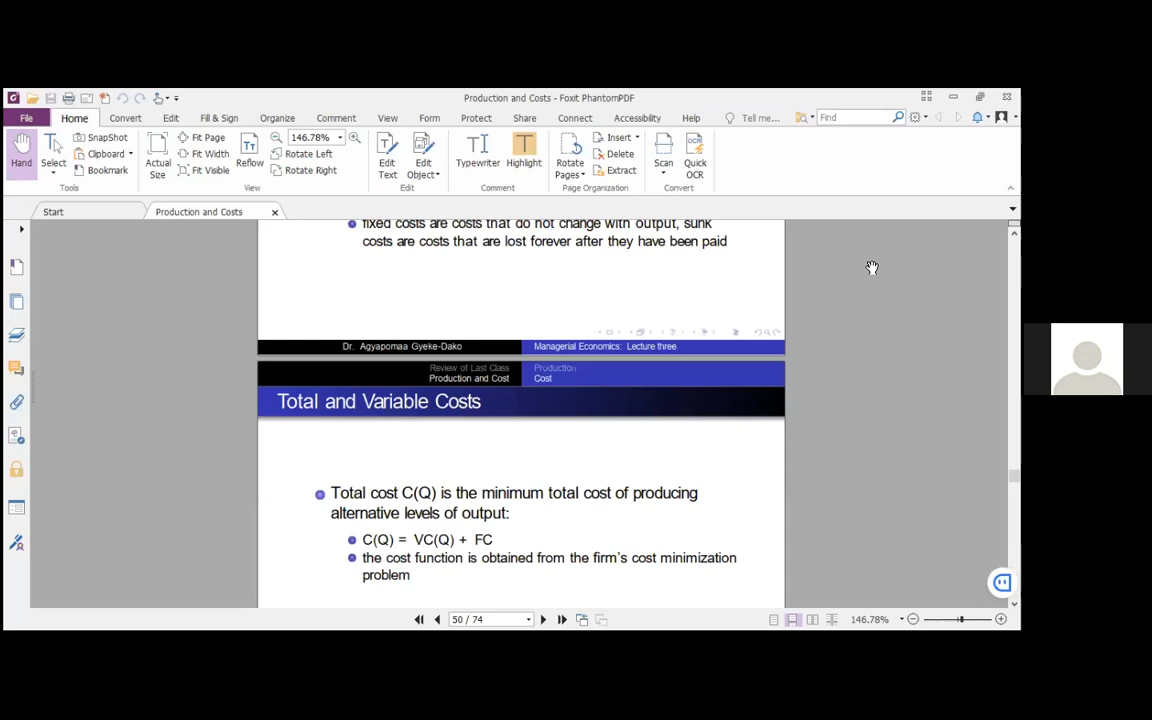 Production and Costs - Foxit PhantomPDF
File Home Convert Edit Fill & Sign Organize Comment View Form Protect Share Connect Accessibility Help Tell me... Find
Hand
Select
SnapShot
Clipboard
Bookmark
Tools
Actual Size
Fit Page
Fit Width
Fit Visible
Reflow
146.78%
Rotate Left
Rotate Right
View
Edit Text
Edit Object
Edit
Typewriter
Highlight
Comment
Rotate Pages
Insert
Delete
Extract
Page Organization
Scan
Quick OCR
Convert
Start
Production and Costs
fixed costs are costs that do not change with output, sunk
costs are costs that are lost forever after they have been paid
Dr. Agyapomaa Gyeke-Dako Managerial Economics: Lecture three
Review of Last Class Production
Production and Cost Cost
Total and Variable Costs
Total cost C(Q) is the minimum total cost of producing
alternative levels of output:
C(Q) = VC(Q) + FC
the cost function is obtained from the firm's cost minimization
problem
50 / 74
146.78%